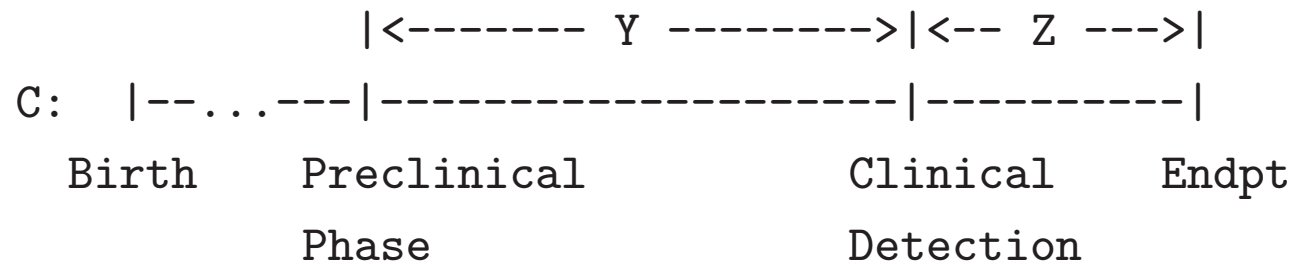 |<------- Y -------->|<-- Z --->|
C: |--...---|--------------------|----------|
Birth Preclinical Clinical Endpt
Phase Detection